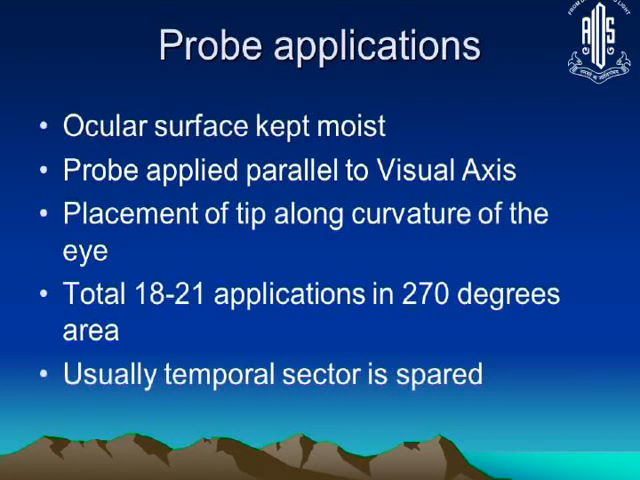 Probe applications
• Ocular surface kept moist
• Probe applied parallel to Visual Axis
• Placement of tip along curvature of the
eye
• Total 18-21 applications in 270 degrees
area
• Usually temporal sector is spared